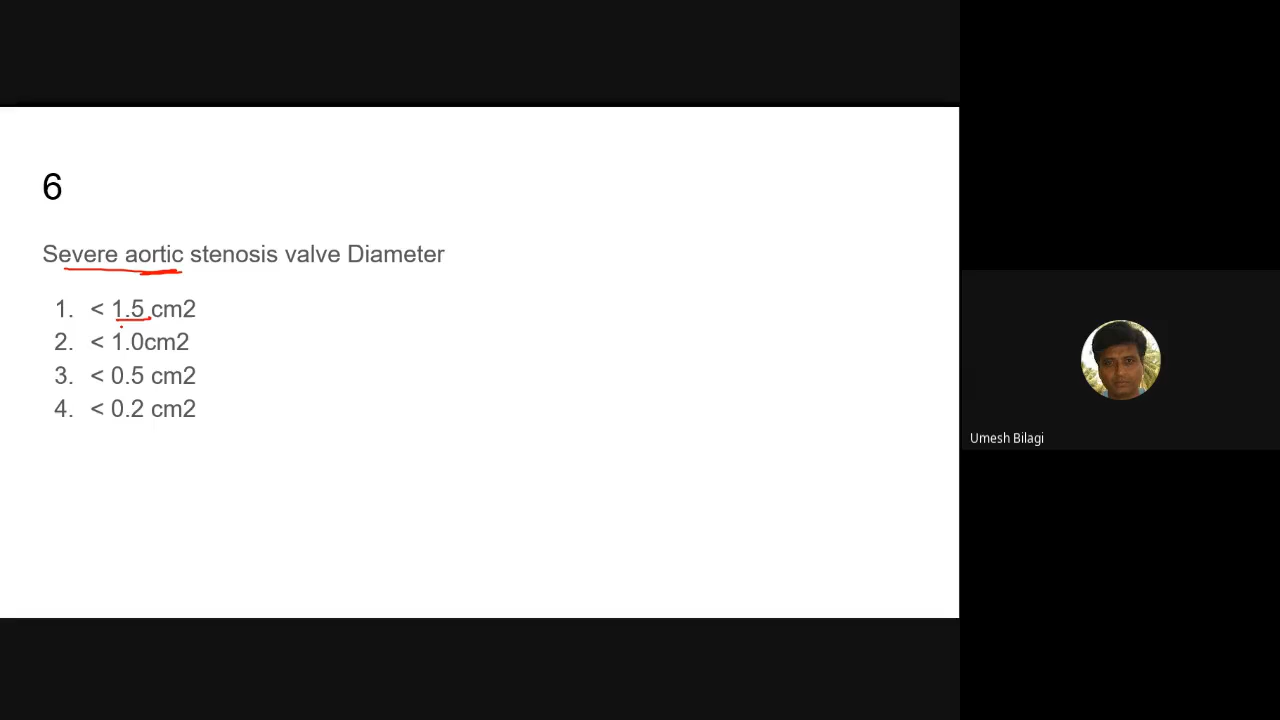 6
Severe aortic stenosis valve Diameter
1. < 1.5 cm2
2. < 1.0cm2
3. < 0.5 cm2
4. < 0.2 cm2
Umesh Bilagi